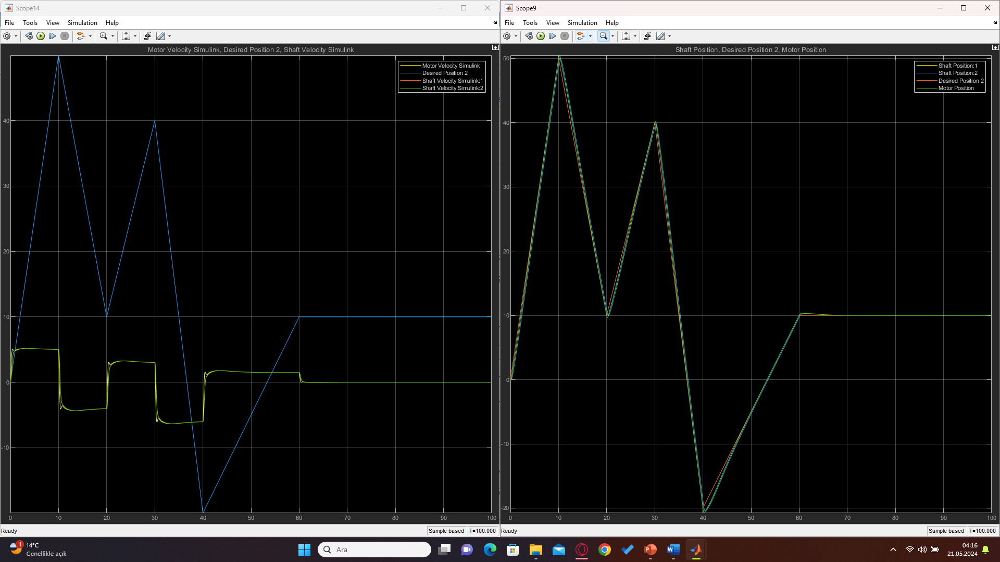 Scope14
File Tools View Simulation Help
Motor Velocity Simulink, Desired Position 2, Shaft Velocity Simulink
Motor Velocity Simulink
Desired Position 2
Shaft Velocity Simulink:1
Shaft Velocity Simulink:2
40
30
20
10
0
-10
0 10 20 30 40 50 60 70 80 90 100
Ready
Sample based T=100.000
Scope9
File Tools View Simulation Help
Shaft Position, Desired Position 2, Motor Position
Shaft Position:1
Shaft Position:2
Desired Position 2
Motor Position
50
40
30
20
10
0
-10
-20
0 10 20 30 40 50 60 70 80 90 100
Ready
Sample based T=100.000
1
14°C
Genellikle açık
Ara
P
W
04:16
21.05.2024